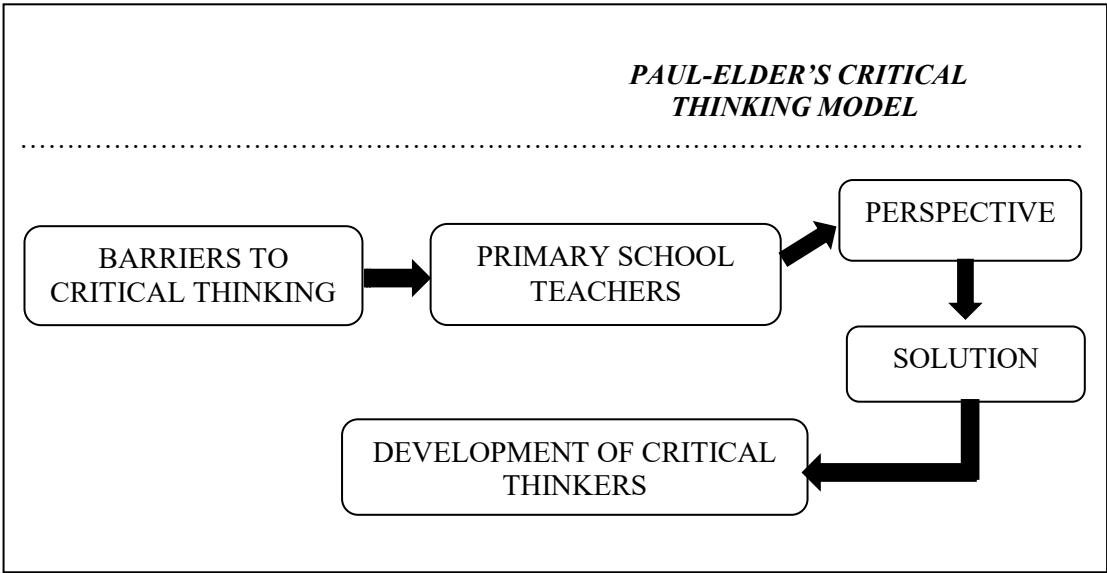 PAUL-ELDER’S CRITICAL
THINKING MODEL
BARRIERS TO
CRITICAL THINKING
PRIMARY SCHOOL
TEACHERS
PERSPECTIVE
SOLUTION
DEVELOPMENT OF CRITICAL
THINKERS